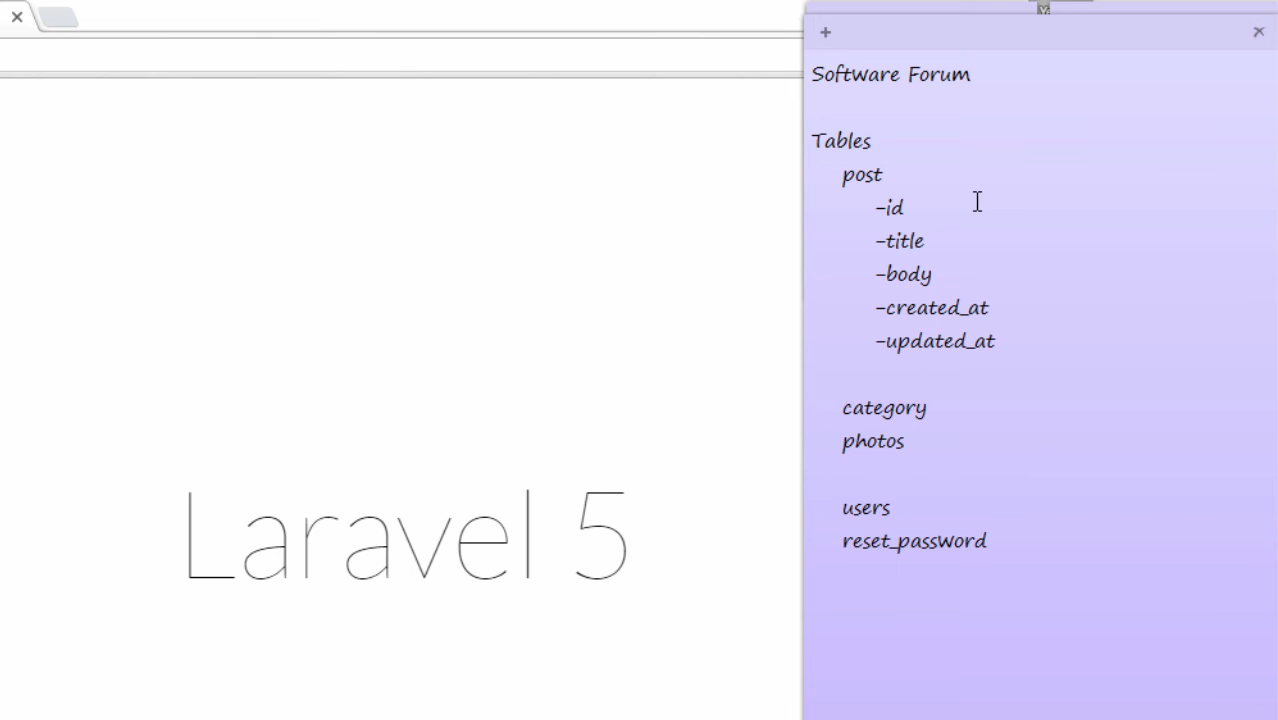 Software Forum
Tables
post
-id
-title
-body
-created_at
-updated_at
category
photos
users
reset_password
Laravel 5